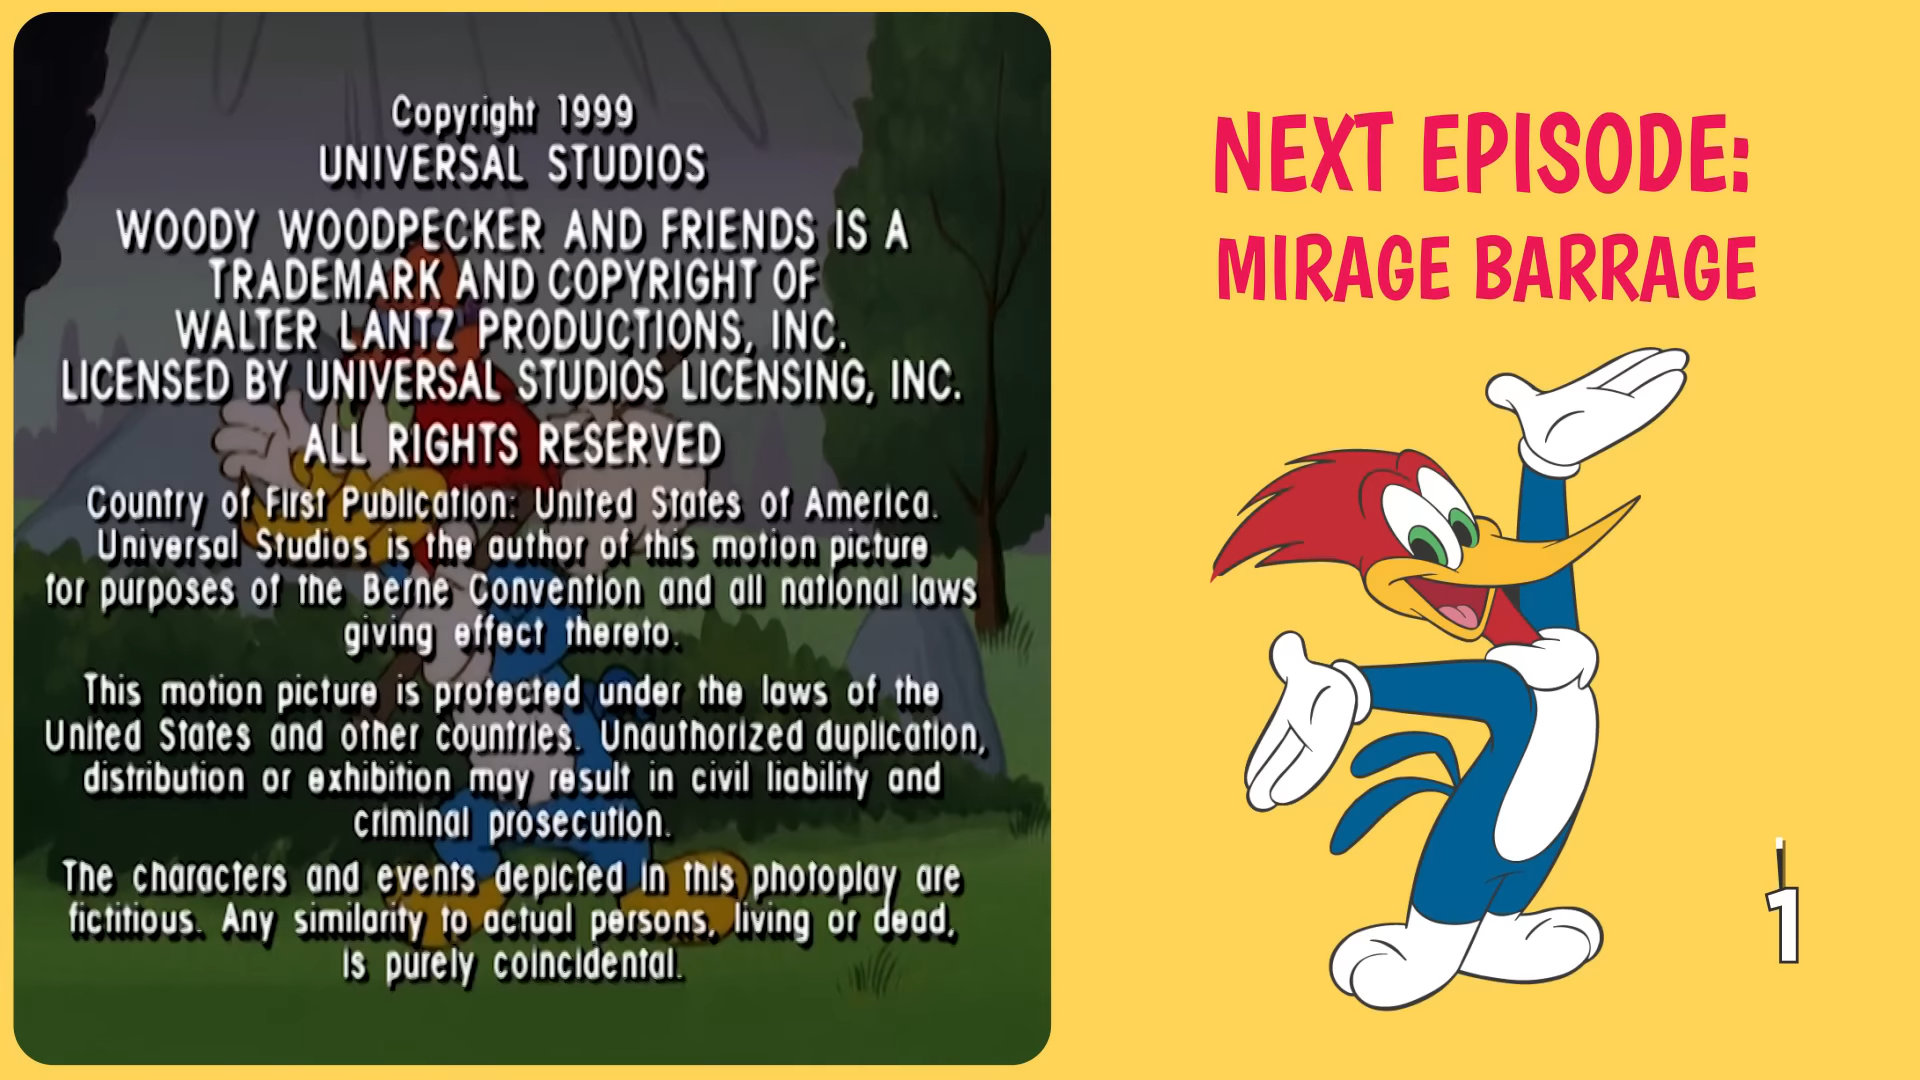 Copyright 1999
UNIVERSAL STUDIOS
WOODY WOODPECKER AND FRIENDS IS A
TRADEMARK AND COPYRIGHT OF
WALTER LANTZ PRODUCTIONS, INC.
LICENSED BY UNIVERSAL STUDIOS LICENSING, INC.
ALL RIGHTS RESERVED
Country of First Publication: United States of America.
Universal Studios is the author of this motion picture
for purposes of the Berne Convention and all national laws
giving effect thereto.
This motion picture is protected under the laws of the
United States and other countries. Unauthorized duplication,
distribution or exhibition may result in civil liability and
criminal prosecution.
The characters and events depicted in this photoplay are
fictitious. Any similarity to actual persons, living or dead,
is purely coincidental.
NEXT EPISODE:
MIRAGE BARRAGE
1